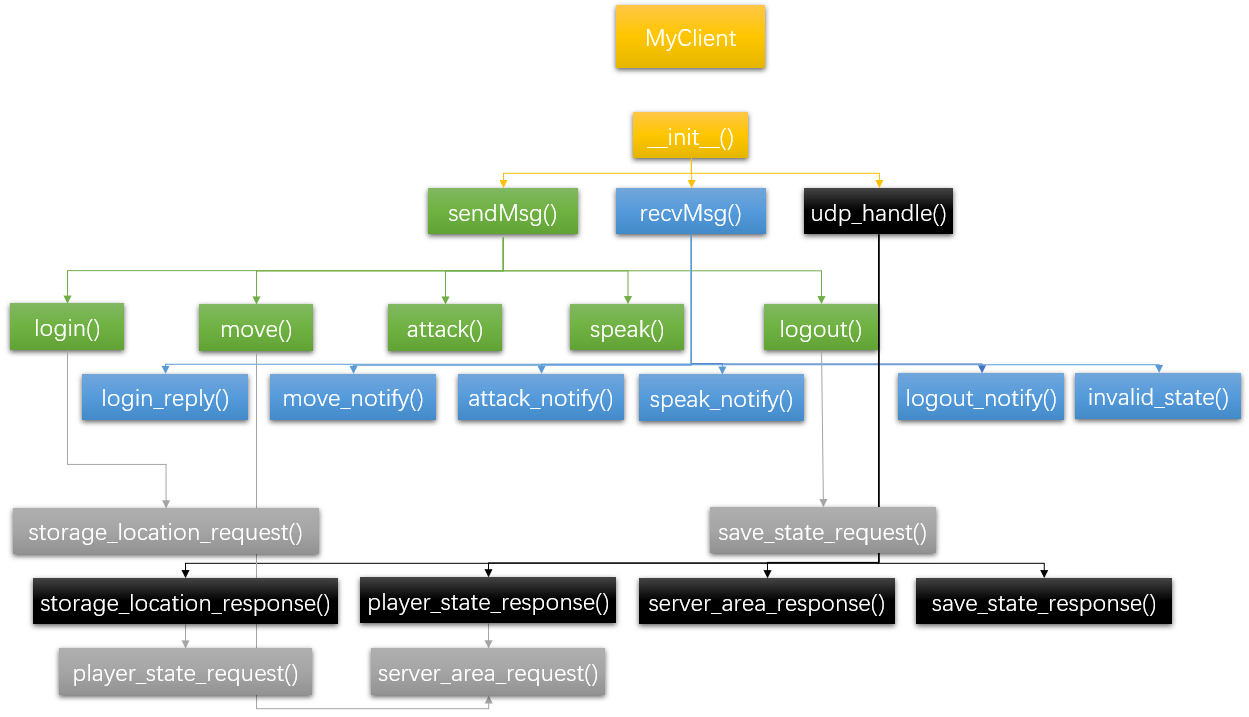 MyClient
__init__()
sendMsg()
recvMsg()
udp_handle()
login()
move()
attack()
speak()
logout()
login_reply()
move_notify()
attack_notify()
speak_notify()
logout_notify()
invalid_state()
storage_location_request()
save_state_request()
storage_location_response()
player_state_response()
server_area_response()
save_state_response()
player_state_request()
server_area_request()